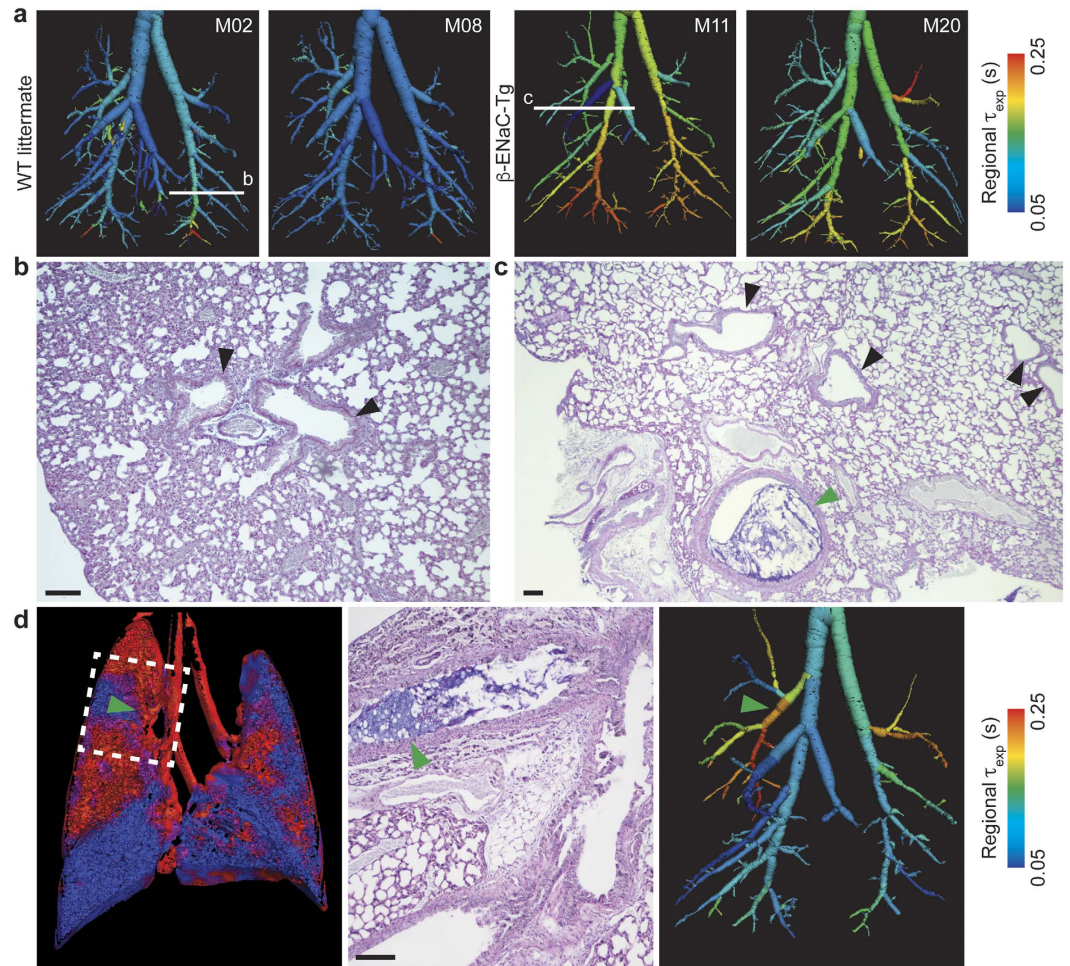 a
M02
M08
M11
M20
WT littermate
β-ENaC-Tg
b
c
Regional τexp (s)
0.25
0.05
b
c
d
Regional τexp (s)
0.25
0.05